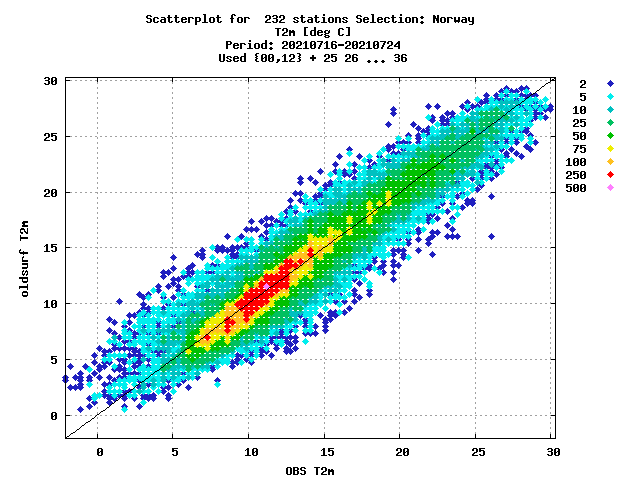 Scatterplot for  232 stations Selection: Norway
T2m [deg C]
Period: 20210716-20210724
Used {00,12} + 25 26 ... 36
30
25
20
15
10
5
0
oldsurf T2m
0 5 10 15 20 25 30
OBS T2m
2
5
10
25
50
75
100
250
500